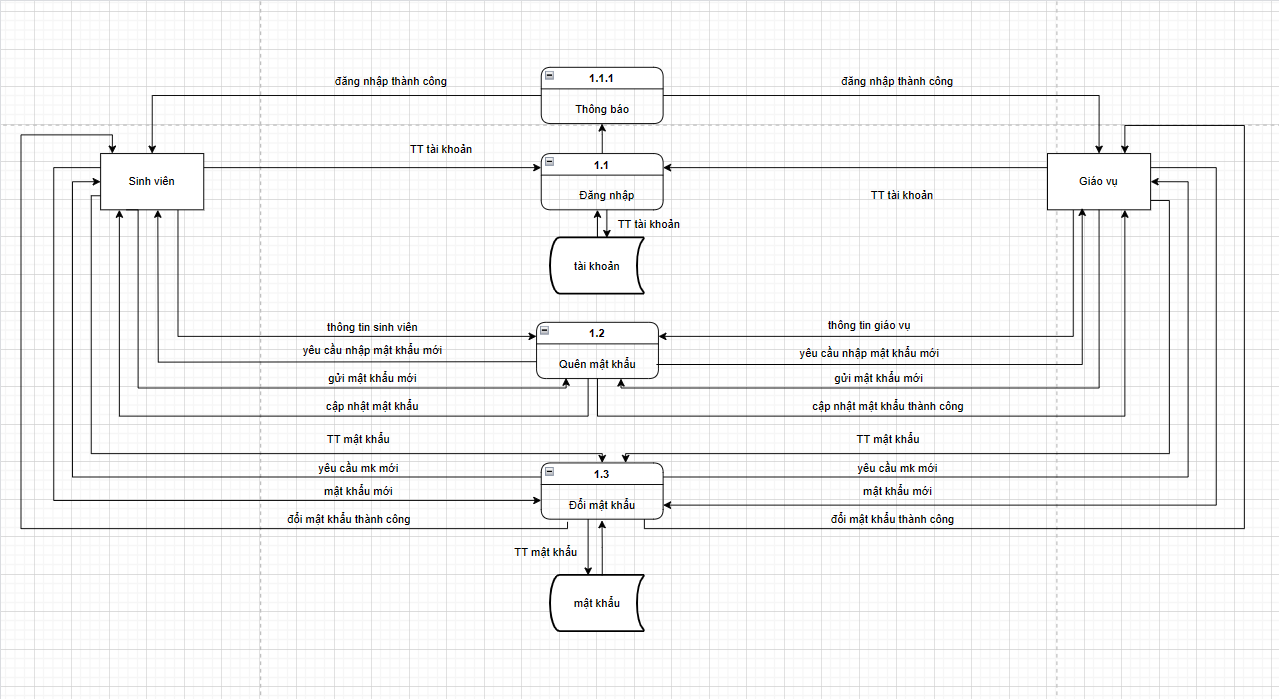 1.1.1
đăng nhập thành công
đăng nhập thành công
Thông báo
TT tài khoản
1.1
Sinh viên
Giáo vụ
Đăng nhập
TT tài khoản
TT tài khoản
tài khoản
thông tin sinh viên
thông tin giáo vụ
1.2
yêu cầu nhập mật khẩu mới
yêu cầu nhập mật khẩu mới
Quên mật khẩu
gửi mật khẩu mới
gửi mật khẩu mới
cập nhật mật khẩu
cập nhật mật khẩu thành công
TT mật khẩu
TT mật khẩu
yêu cầu mk mới
1.3
yêu cầu mk mới
mật khẩu mới
mật khẩu mới
Đổi mật khẩu
đổi mật khẩu thành công
đổi mật khẩu thành công
TT mật khẩu
mật khẩu